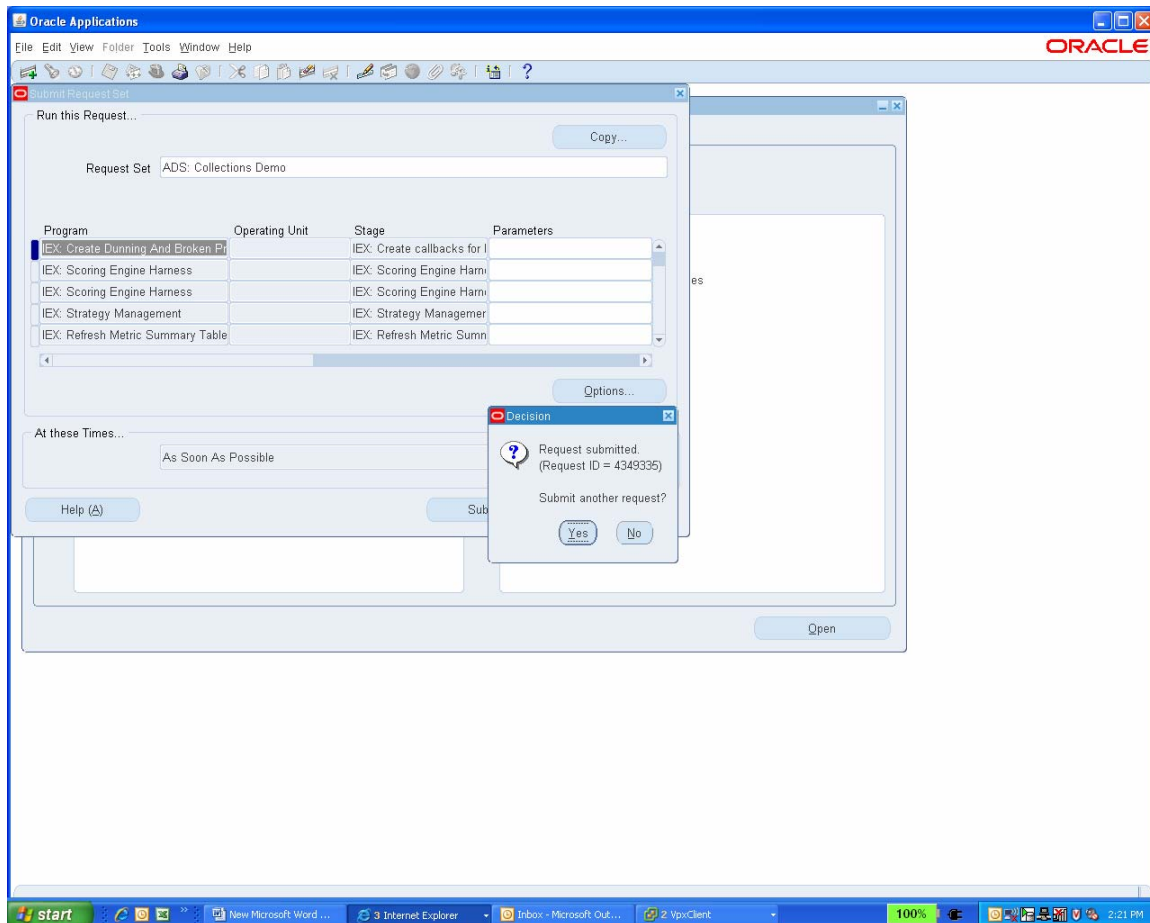 Oracle Applications
File Edit View Folder Tools Window Help
ORACLE
?
Submit Request Set
Run this Request...
Copy...
Request Set ADS: Collections Demo
Program Operating Unit Stage Parameters
IEX: Create Dunning And Broken Pr IEX: Create callbacks for I
IEX: Scoring Engine Harness IEX: Scoring Engine Harn
IEX: Scoring Engine Harness IEX: Scoring Engine Harn
IEX: Strategy Management IEX: Strategy Managemer
IEX: Refresh Metric Summary Table IEX: Refresh Metric Sumn
es
Options...
Decision
Request submitted.
(Request ID = 4349335)
Submit another request?
Yes No
At these Times...
As Soon As Possible
Help (A) Sub
Open
start New Microsoft Word ... 3 Internet Explorer Inbox - Microsoft Out... 2 VpxClient 100% 2:21 PM